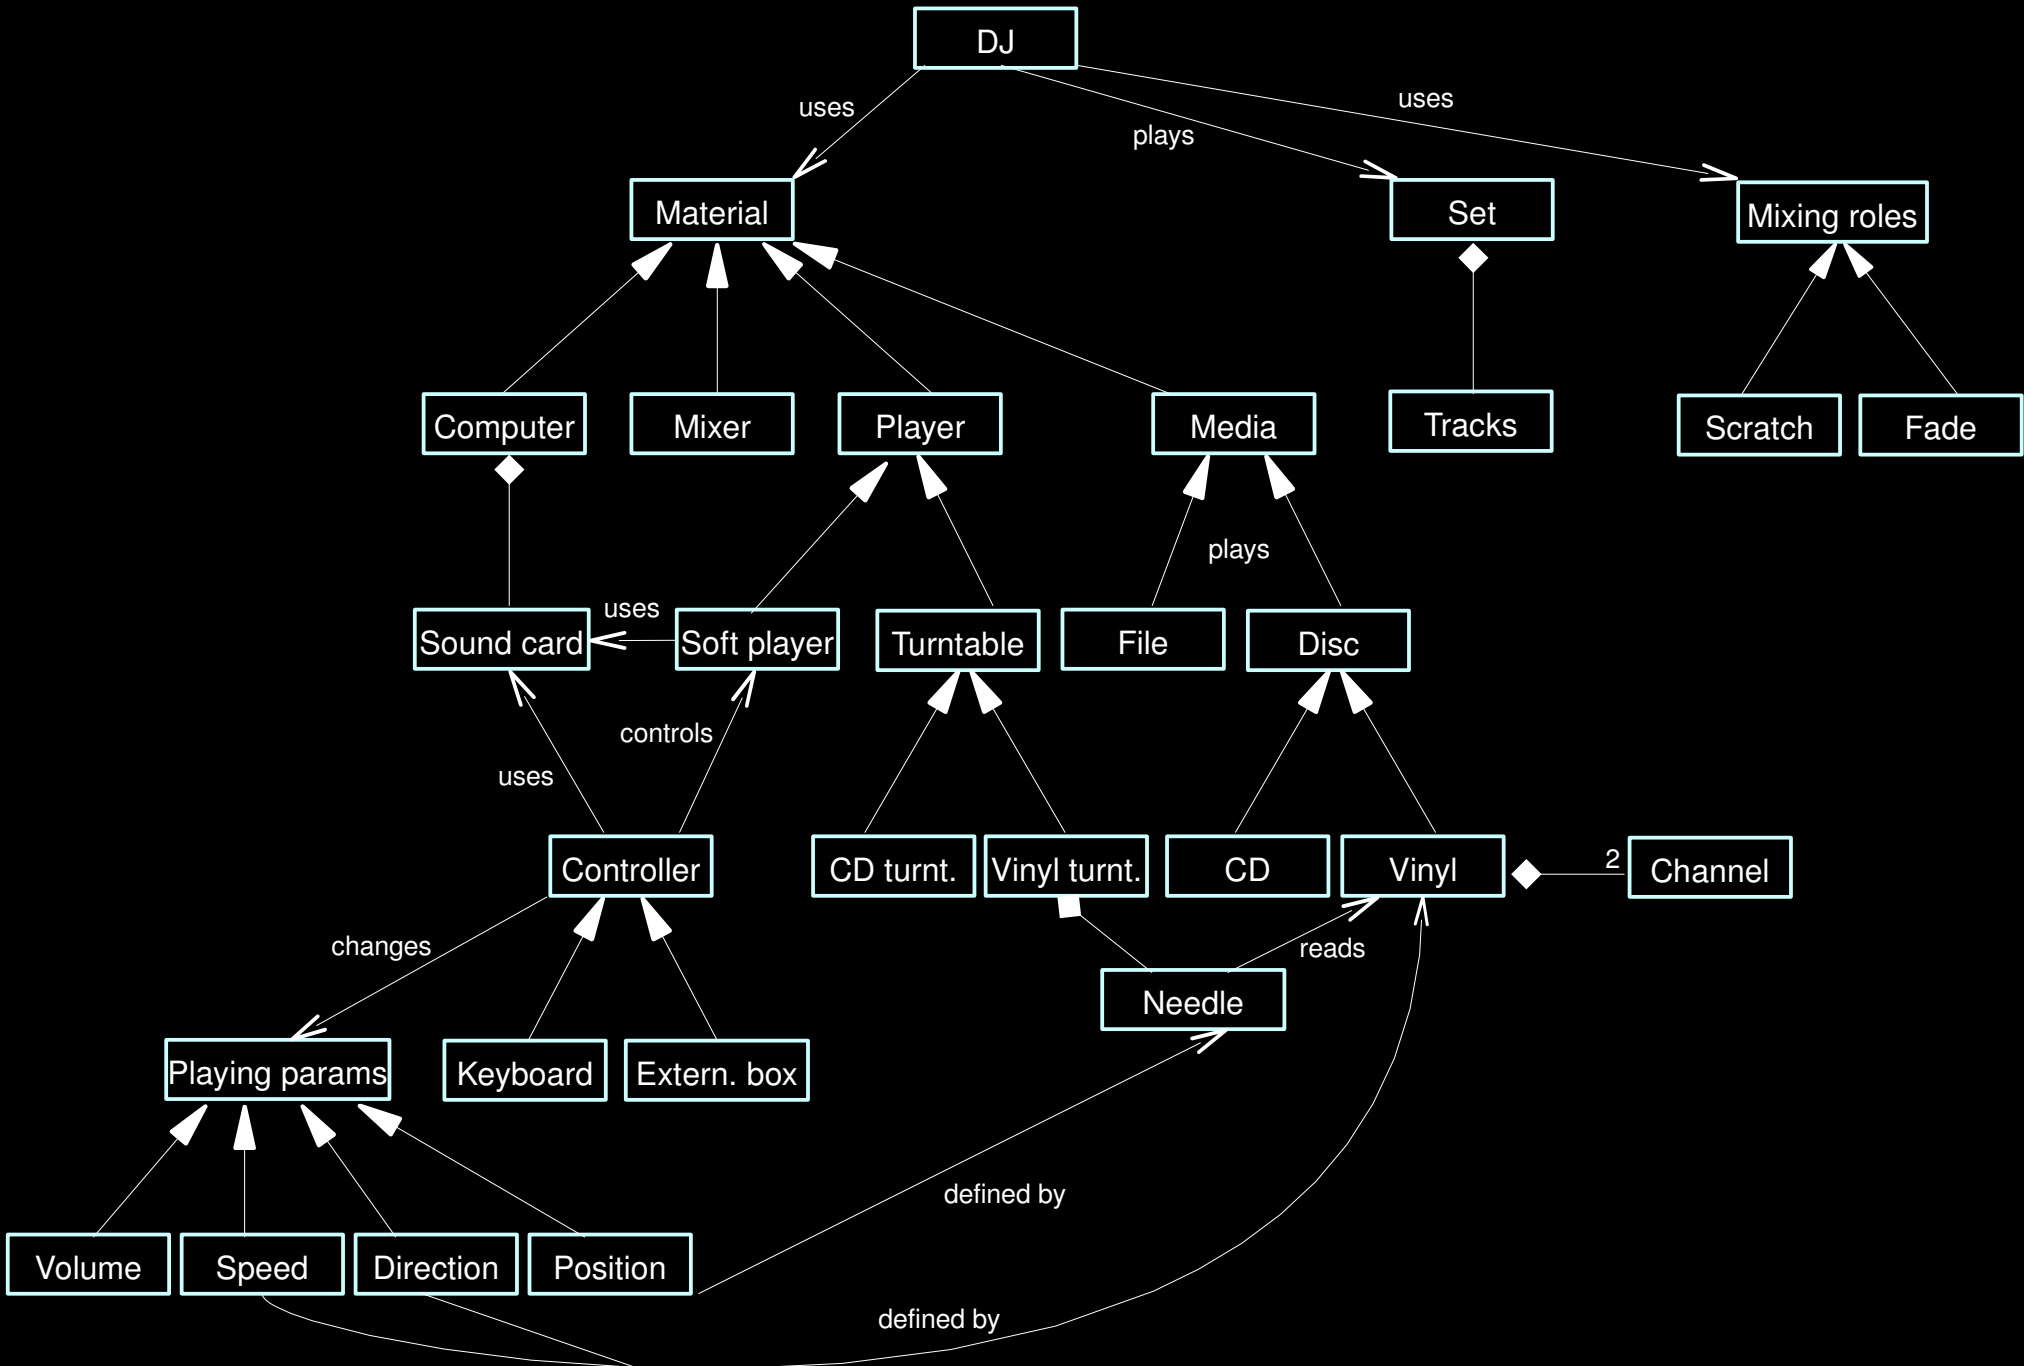 DJ
uses
uses
plays
Material
Set
Mixing roles
Computer
Mixer
Player
Media
Tracks
Scratch
Fade
plays
uses
Sound card
Soft player
Turntable
File
Disc
controls
uses
2
Controller
CD turnt.
Vinyl turnt.
CD
Vinyl
Channel
changes
reads
Needle
Playing params
Keyboard
Extern. box
defined by
Volume
Speed
Direction
Position
defined by